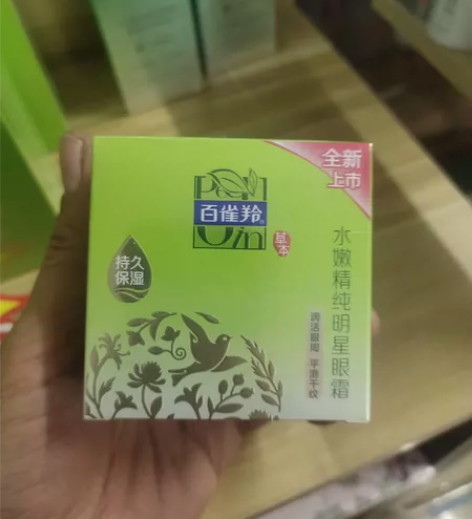 全新
上市
百雀羚
草本
持久
保湿
水嫩精纯明星眼霜
润活眼周 平滑干纹